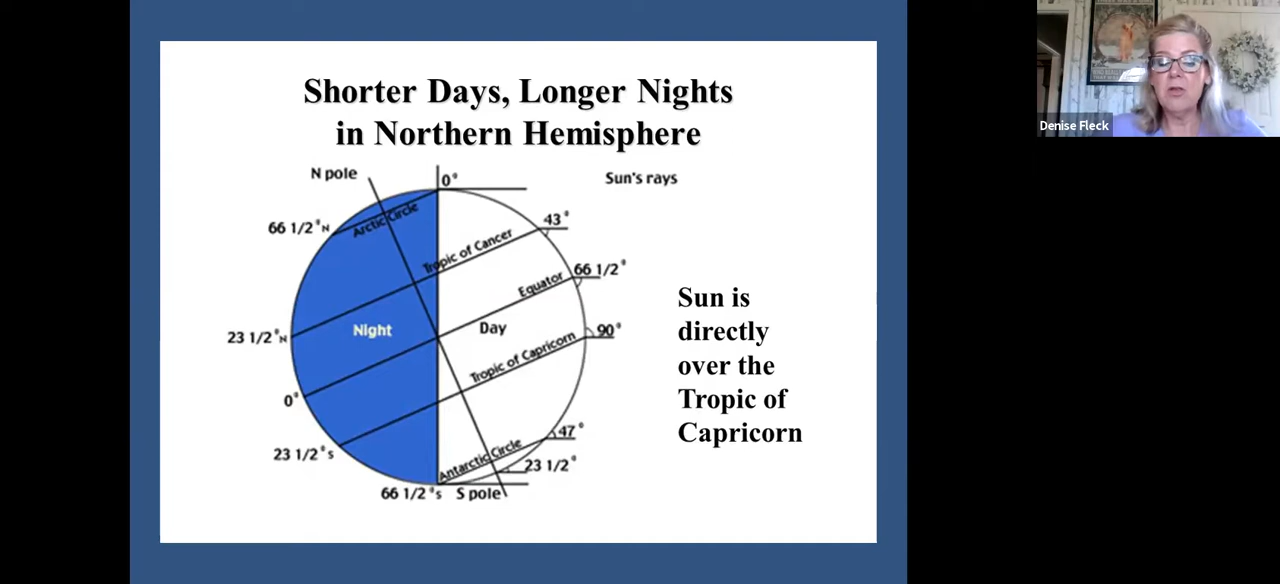 Shorter Days, Longer Nights
in Northern Hemisphere
N pole
0°
Sun's rays
66 1/2°N
Arctic Circle
43°
Tropic of Cancer
66 1/2°
Equator
23 1/2°N
Night
Day
90°
Tropic of Capricorn
0°
23 1/2°S
47°
Antarctic Circle
23 1/2°
66 1/2°S
S pole
Sun is
directly
over the
Tropic of
Capricorn
Denise Fleck